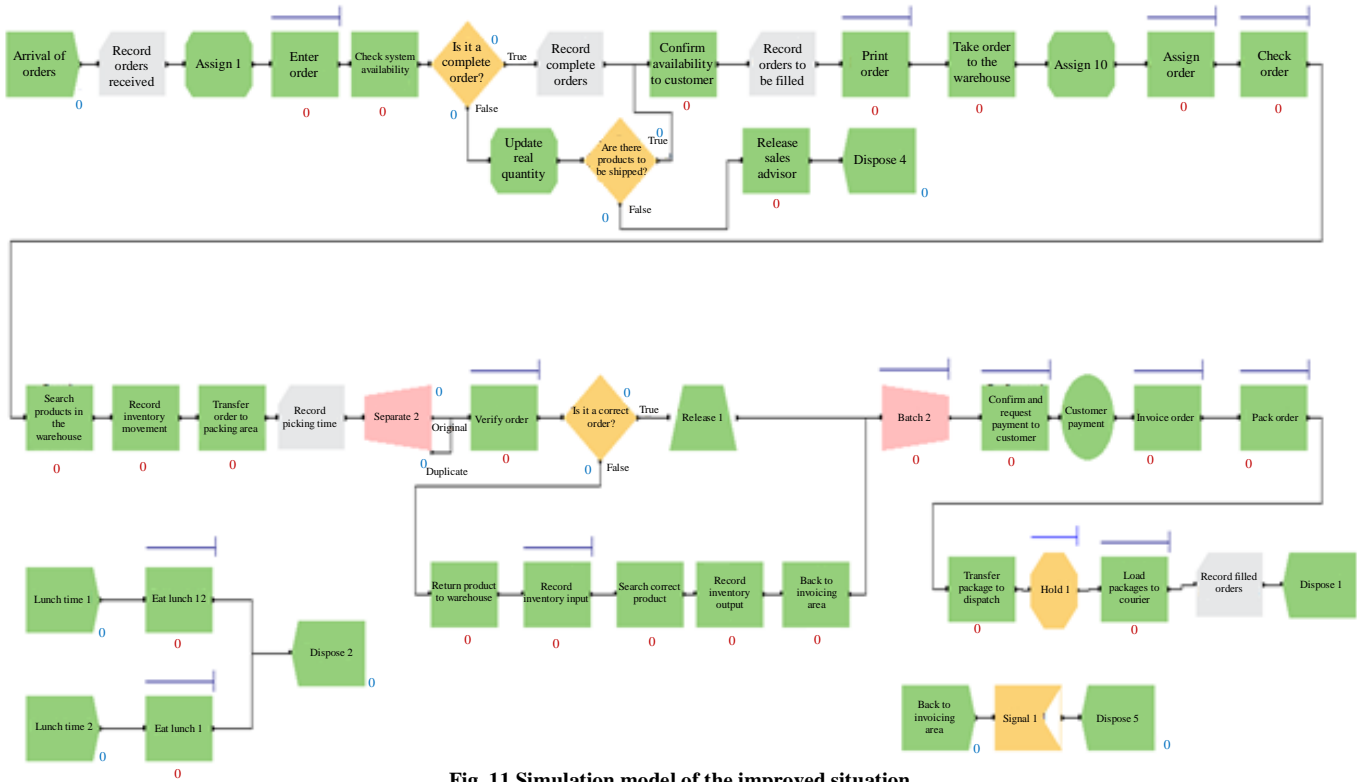 Arrival of
orders
0
Record
orders
received
Assign 1
Enter
order
0
Check system
availability
0
Is it a
complete
order?
0
True
0
False
Record
complete
orders
Confirm
availability
to customer
0
Record
orders to
be filled
Print
order
0
Take order
to the
warehouse
0
Assign 10
Assign
order
0
Check
order
0
Update
real
quantity
Are there
products to
be shipped?
0
True
0
False
Release
sales
advisor
0
Dispose 4
0
Search
products in
the
warehouse
0
Record
inventory
movement
0
Transfer
order to
packing area
0
Record
picking time
Separate 2
0
Original
0
Duplicate
Verify order
0
Is it a correct
order?
0
True
0
False
Release 1
Batch 2
0
Confirm and
request
payment to
customer
0
Customer
payment
Invoice order
0
Pack order
0
Return product
to warehouse
0
Record
inventory input
0
Search correct
product
0
Record
inventory
output
0
Back to
invoicing
area
0
Transfer
package to
dispatch
0
Hold 1
Load
packages to
courier
0
Record filled
orders
Dispose 1
Lunch time 1
0
Eat lunch 12
0
Dispose 2
0
Lunch time 2
0
Eat lunch 1
0
Back to
invoicing
area
0
Signal 1
Dispose 5
0
Fig. 11 Simulation model of the improved situation